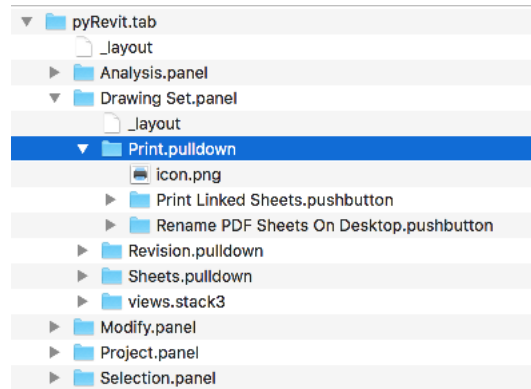 pyRevit.tab
_layout
Analysis.panel
Drawing Set.panel
_layout
Print.pulldown
icon.png
Print Linked Sheets.pushbutton
Rename PDF Sheets On Desktop.pushbutton
Revision.pulldown
Sheets.pulldown
views.stack3
Modify.panel
Project.panel
Selection.panel